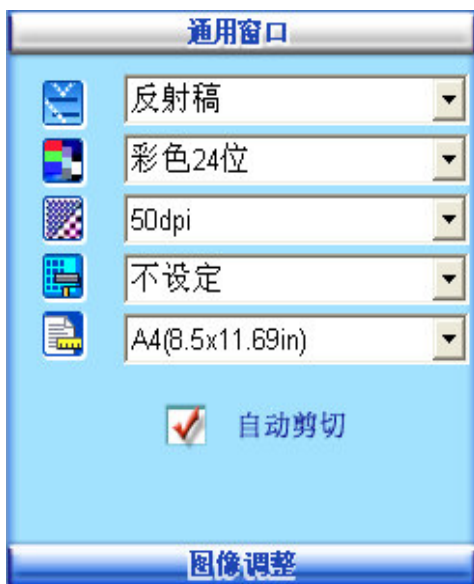 通用窗口
反射稿
彩色24位
50dpi
不设定
A4(8.5x11.69in)
自动剪切
图像调整